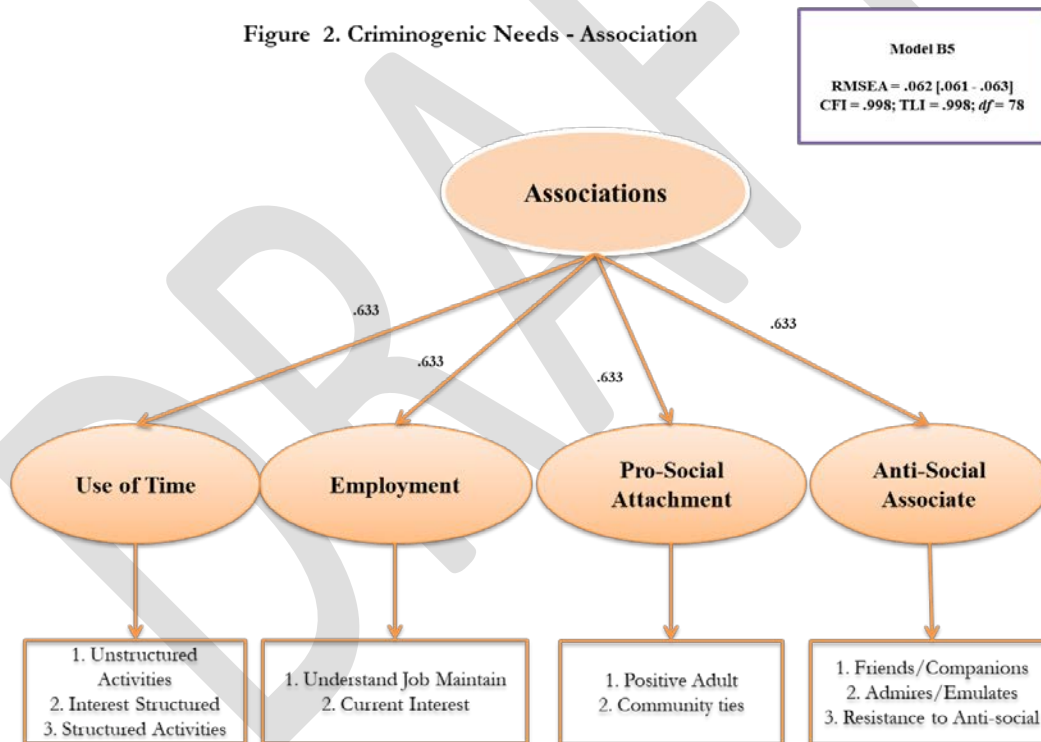 Figure 2. Criminogenic Needs - Association
Model B5
RMSEA = .062 [.061 - .063]
CFI = .998; TLI = .998; df = 78
Associations
.633
.633
.633
.633
Use of Time
Employment
Pro-Social
Attachment
Anti-Social
Associate
1. Unstructured
Activities
2. Interest Structured
3. Structured Activities
1. Understand Job Maintain
2. Current Interest
1. Positive Adult
2. Community ties
1. Friends/Companions
2. Admires/Emulates
3. Resistance to Anti-social
DRAF